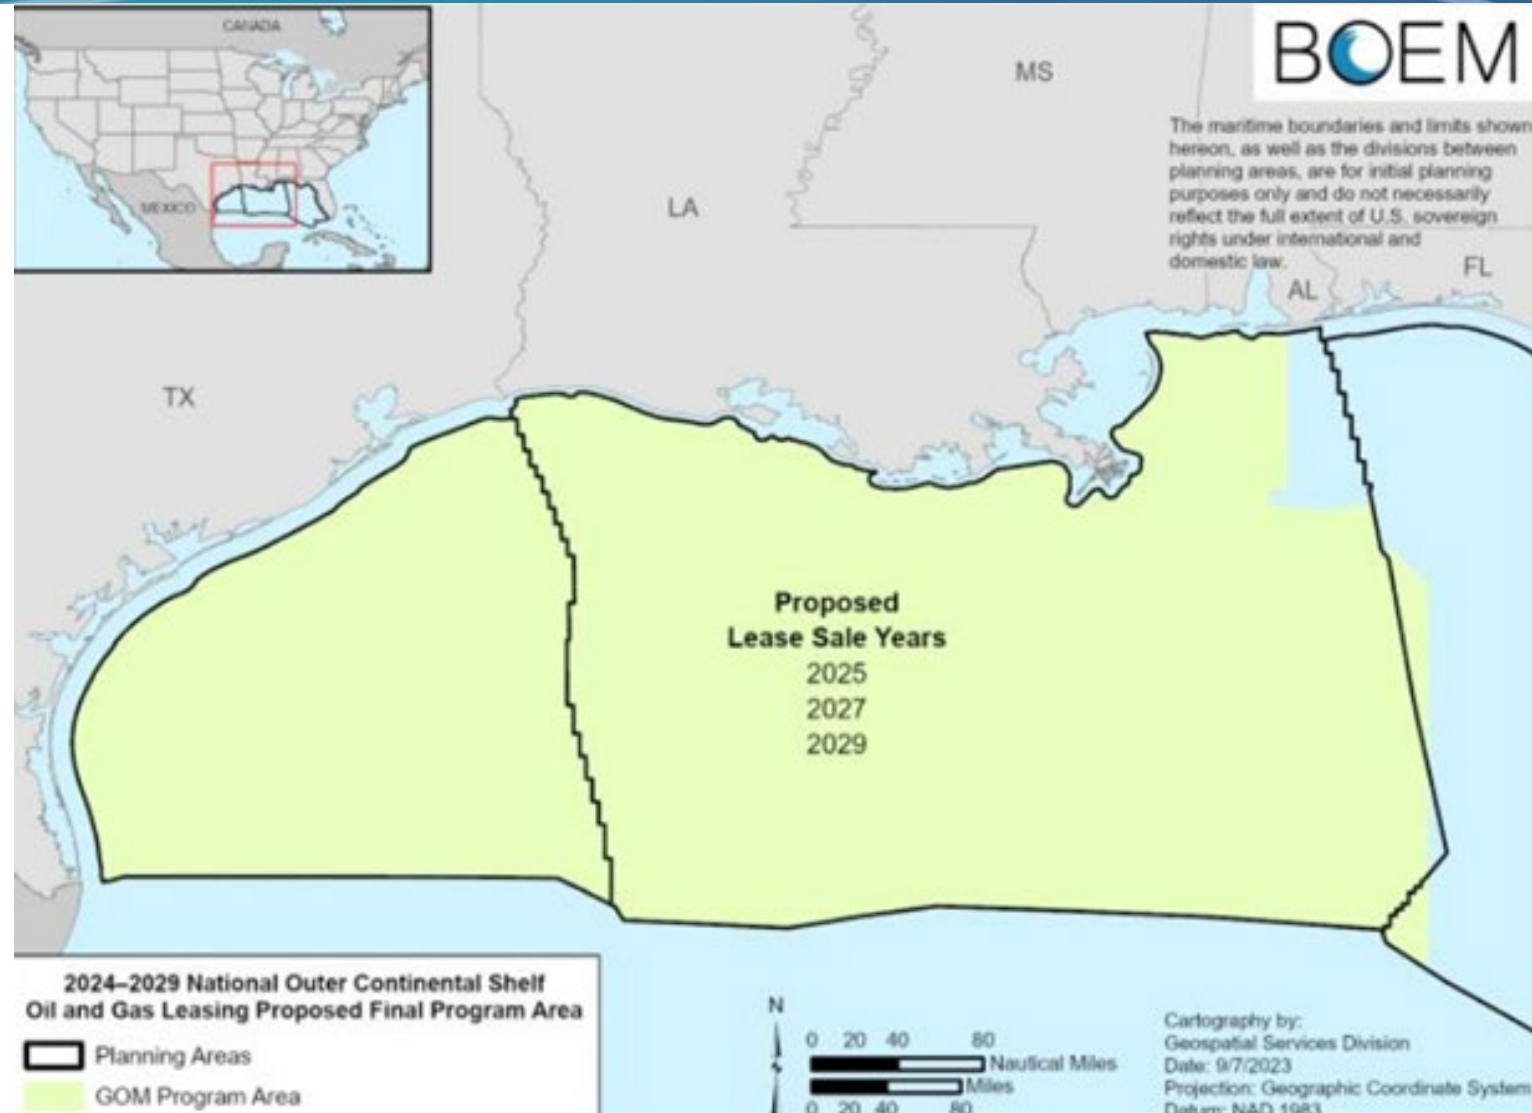 CANADA
MEXICO
BOEM
The maritime boundaries and limits shown
hereon, as well as the divisions between
planning areas, are for initial planning
purposes only and do not necessarily
reflect the full extent of U.S. sovereign
rights under international and
domestic law.
MS
LA
FL
AL
TX
Proposed
Lease Sale Years
2025
2027
2029
2024–2029 National Outer Continental Shelf
Oil and Gas Leasing Proposed Final Program Area
Planning Areas
GOM Program Area
N
0 20 40 80
Nautical Miles
Miles
0 20 40 80
Cartography by:
Geospatial Services Division
Date: 9/7/2023
Projection: Geographic Coordinate System
Datum: NAD 1983